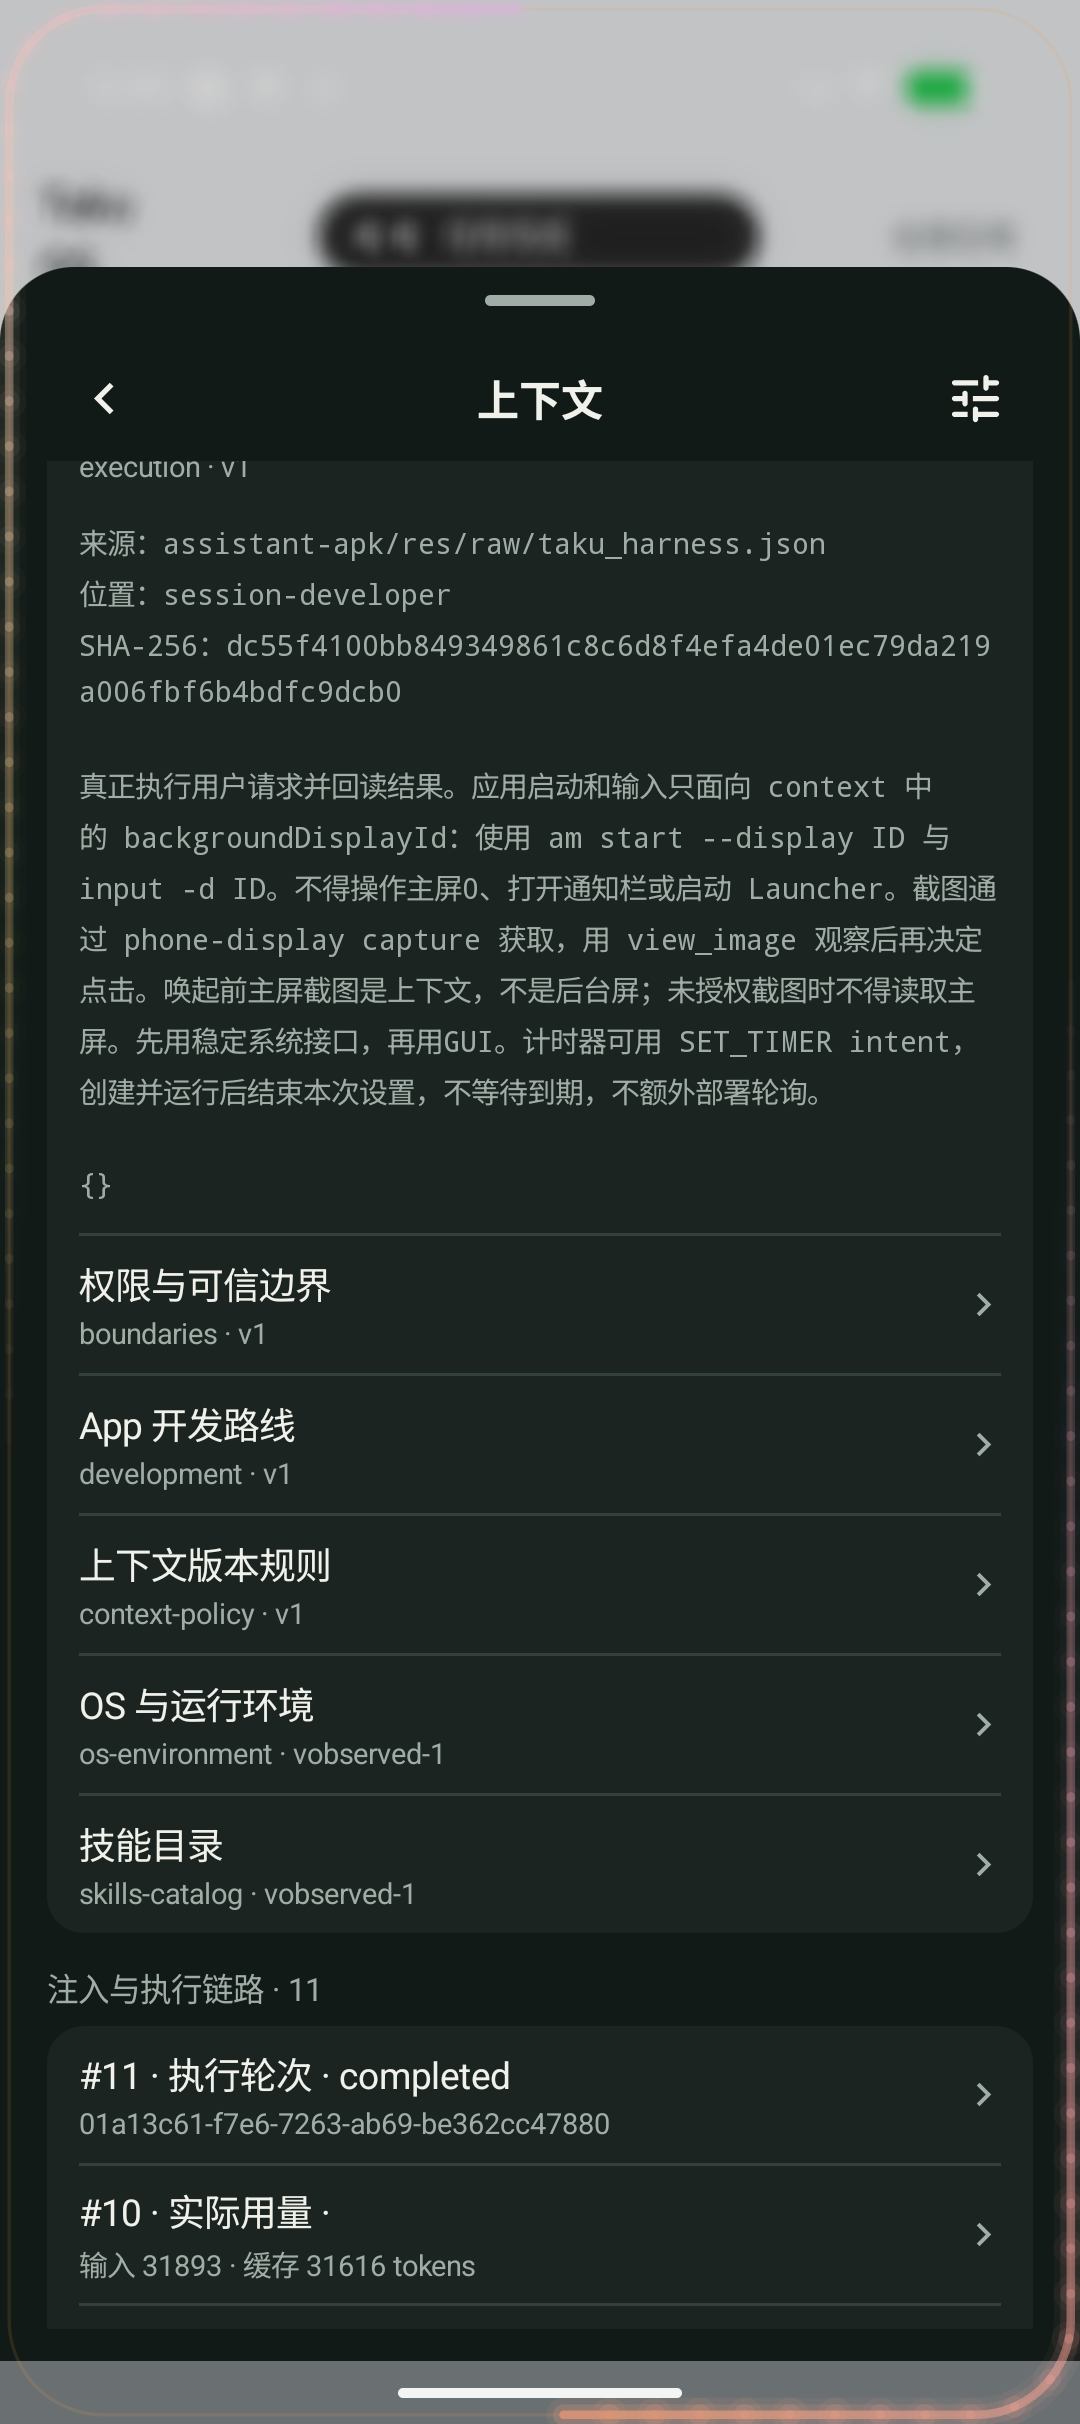 上下文
execution · v1
来源：assistant-apk/res/raw/taku_harness.json
位置：session-developer
SHA-256：dc55f4100bb849349861c8c6d8f4efa4de01ec79da219
a006fbf6b4bdfc9dcb0
真正执行用户请求并回读结果。应用启动和输入只面向 context 中
的 backgroundDisplayId：使用 am start --display ID 与
input -d ID。不得操作主屏0、打开通知栏或启动 Launcher。截图通
过 phone-display capture 获取，用 view_image 观察后再决定
点击。唤起前主屏截图是上下文，不是后台屏；未授权截图时不得读取主
屏。先用稳定系统接口，再用GUI。计时器可用 SET_TIMER intent，
创建并运行后结束本次设置，不等待到期，不额外部署轮询。
{}
权限与可信边界
boundaries · v1
App 开发路线
development · v1
上下文版本规则
context-policy · v1
OS 与运行环境
os-environment · vobserved-1
技能目录
skills-catalog · vobserved-1
注入与执行链路 · 11
#11 · 执行轮次 · completed
01a13c61-f7e6-7263-ab69-be362cc47880
#10 · 实际用量 ·
输入 31893 · 缓存 31616 tokens